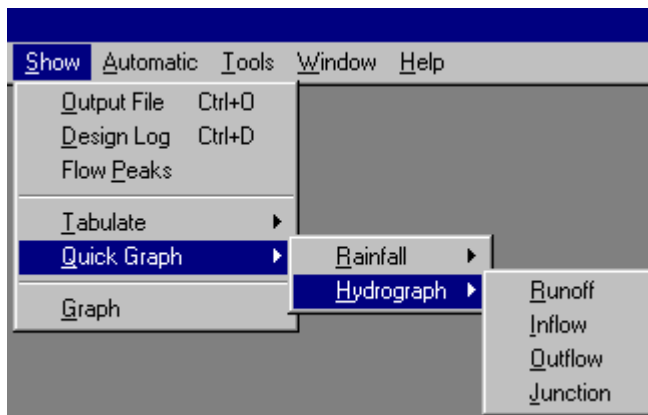 Show Automatic Tools Window Help
Output File Ctrl+O
Design Log Ctrl+D
Flow Peaks
Tabulate
Quick Graph
Graph
Rainfall
Hydrograph
Runoff
Inflow
Outflow
Junction